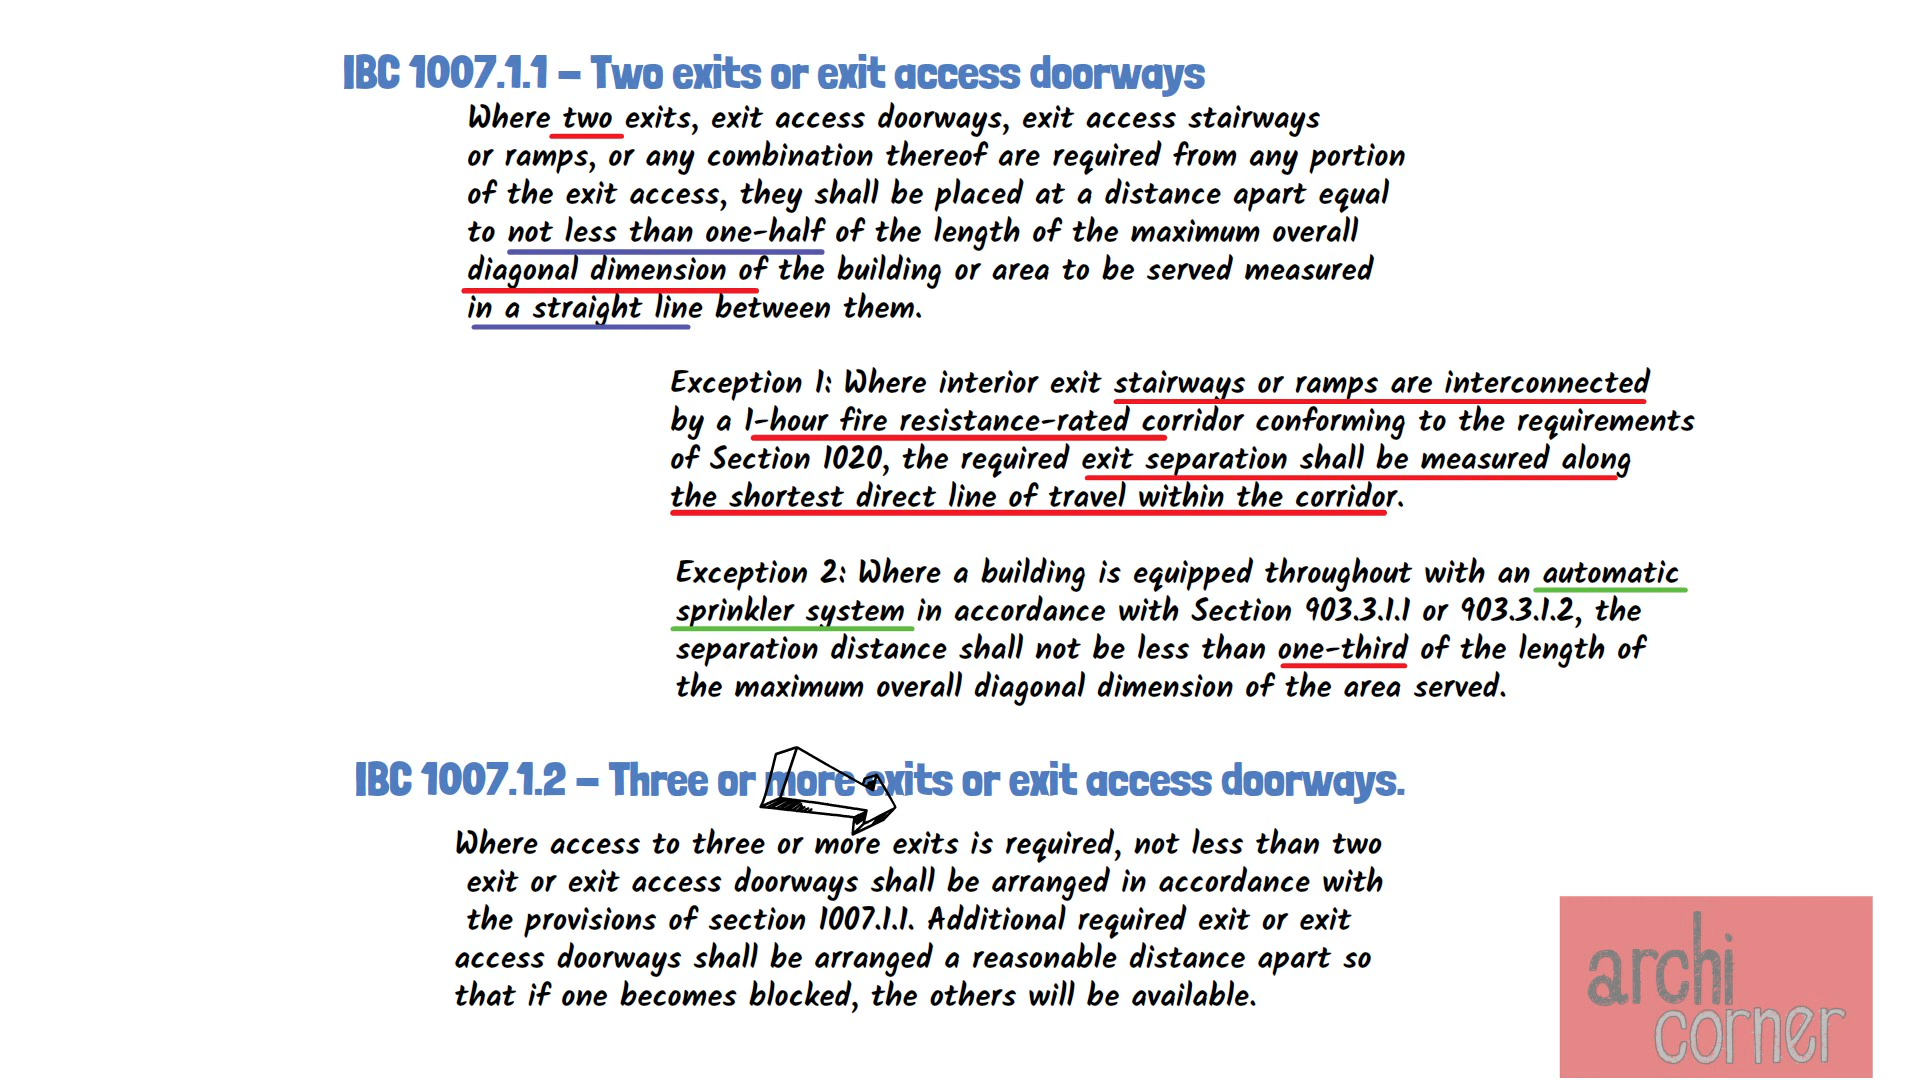 IBC 1007.1.1 – Two exits or exit access doorways
Where two exits, exit access doorways, exit access stairways
or ramps, or any combination thereof are required from any portion
of the exit access, they shall be placed at a distance apart equal
to not less than one-half of the length of the maximum overall
diagonal dimension of the building or area to be served measured
in a straight line between them.
Exception 1: Where interior exit stairways or ramps are interconnected
by a 1-hour fire resistance-rated corridor conforming to the requirements
of Section 1020, the required exit separation shall be measured along
the shortest direct line of travel within the corridor.
Exception 2: Where a building is equipped throughout with an automatic
sprinkler system in accordance with Section 903.3.1.1 or 903.3.1.2, the
separation distance shall not be less than one-third of the length of
the maximum overall diagonal dimension of the area served.
IBC 1007.1.2 – Three or more exits or exit access doorways.
Where access to three or more exits is required, not less than two
exit or exit access doorways shall be arranged in accordance with
the provisions of section 1007.1.1. Additional required exit or exit
access doorways shall be arranged a reasonable distance apart so
that if one becomes blocked, the others will be available.
archi
corner